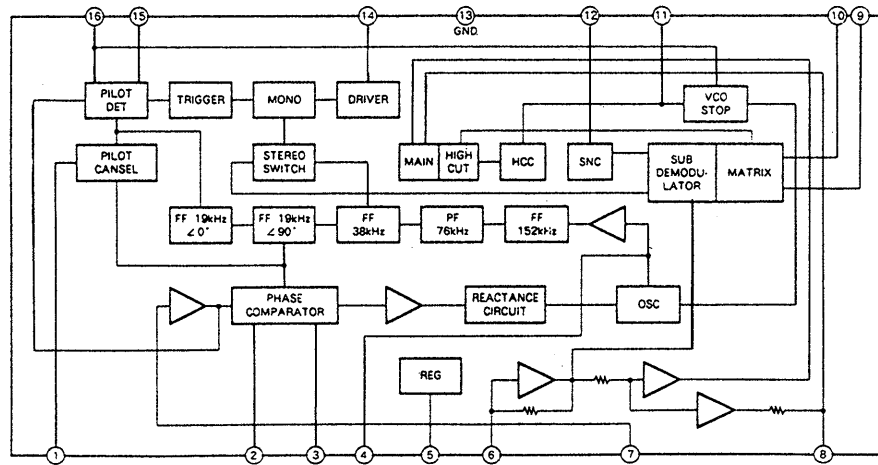 16 15 14 13 12 11 10 9
GND.
PILOT
DET
TRIGGER
MONO
DRIVER
VCO
STOP
PILOT
CANSEL
STEREO
SWITCH
MAIN
HIGH
CUT
HCC
SNC
SUB
DEMODU-
LATOR
MATRIX
FF 19kHz
∠0°
FF 19kHz
∠90°
FF
38kHz
PF
76kHz
FF
152kHz
PHASE
COMPARATOR
REACTANCE
CIRCUIT
OSC
REG
1 2 3 4 5 6 7 8